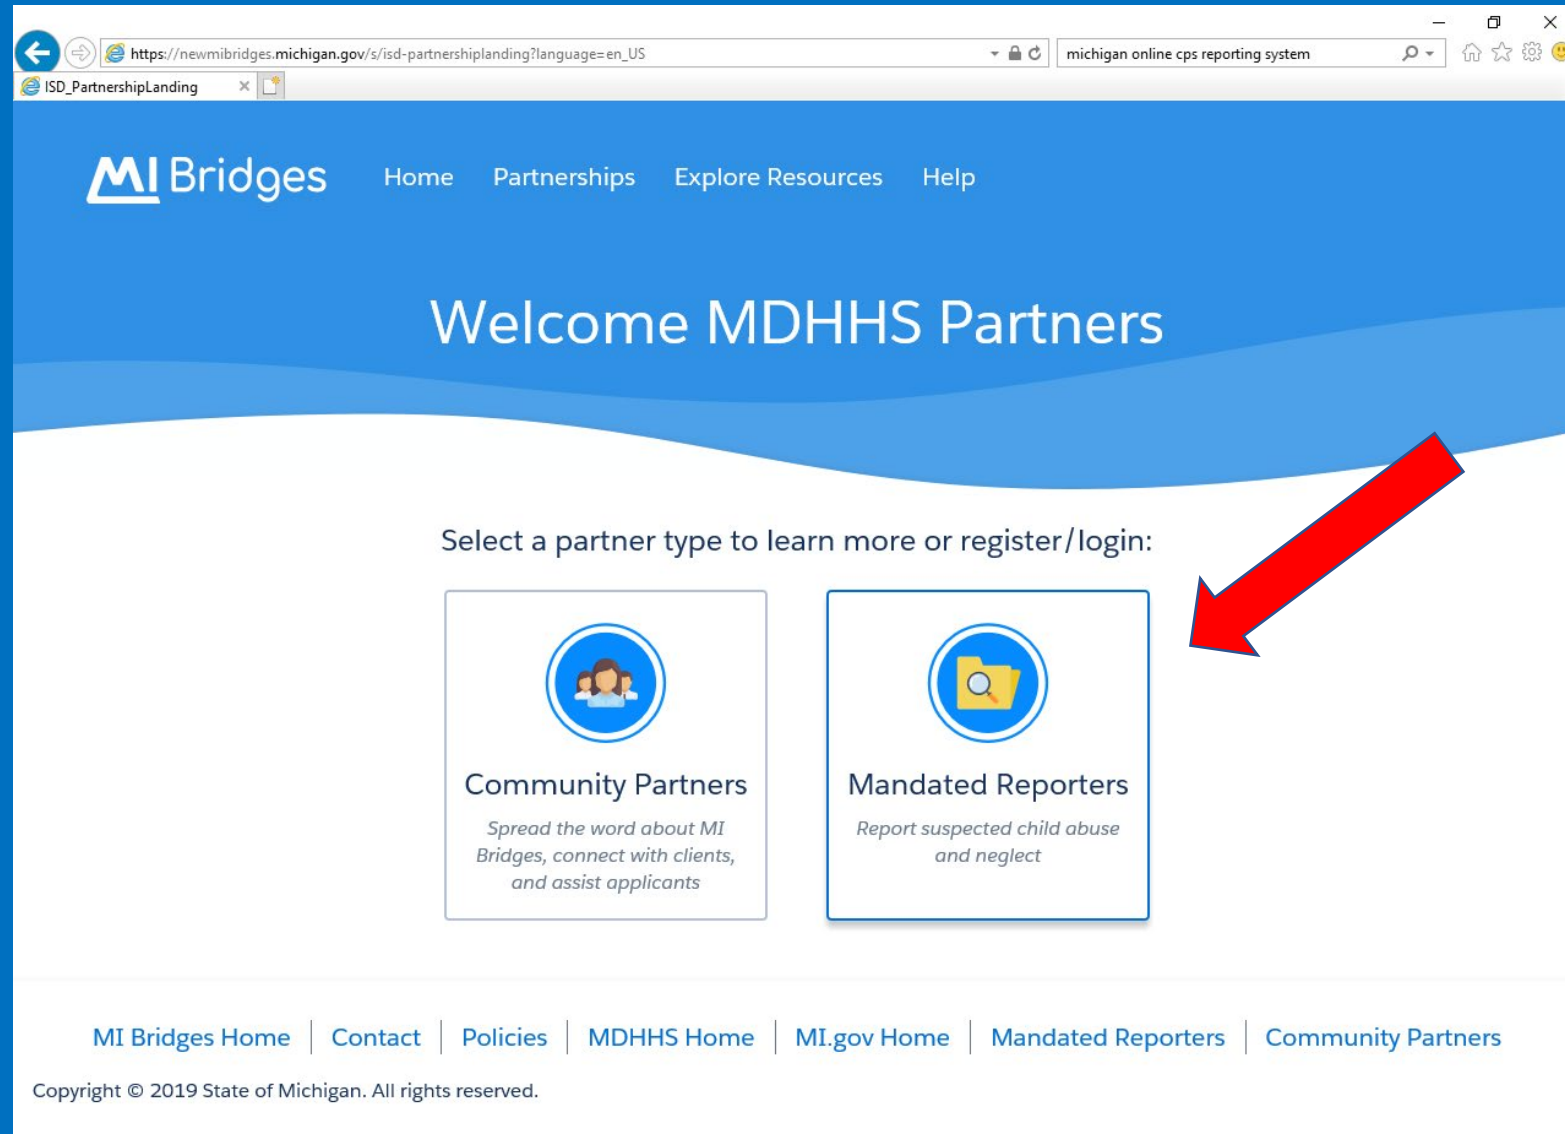 https://newmibridges.michigan.gov/s/isd-partnershiplanding?language=en_US
michigan online cps reporting system
ISD_PartnershipLanding
MI Bridges
Home Partnerships Explore Resources Help
Welcome MDHHS Partners
Select a partner type to learn more or register/login:
Community Partners
Spread the word about MI
Bridges, connect with clients,
and assist applicants
Mandated Reporters
Report suspected child abuse
and neglect
MI Bridges Home | Contact | Policies | MDHHS Home | MI.gov Home | Mandated Reporters | Community Partners
Copyright © 2019 State of Michigan. All rights reserved.